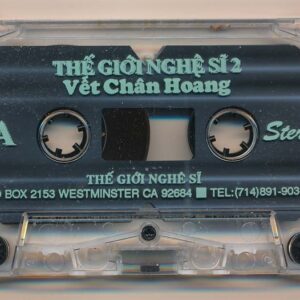 THẾ GIỚI NGHỆ SĨ 2
Vết Chân Hoang
A
THẾ GIỚI NGHỆ SĨ
BOX 2153 WESTMINSTER CA 92684 ■ TEL:(714)891-903